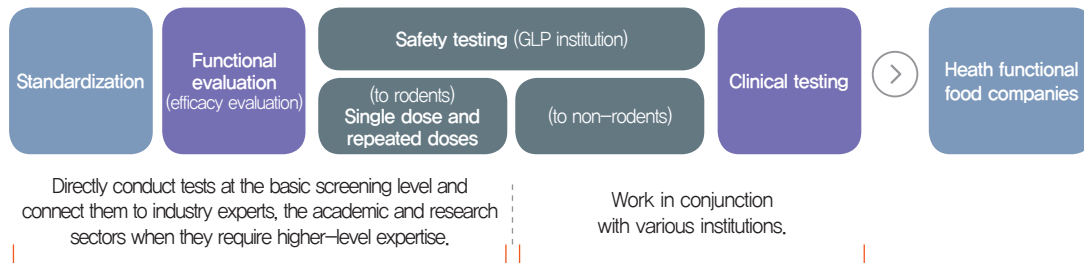 Standardization
Functional
evaluation
(efficacy evaluation)
Safety testing (GLP institution)
(to rodents)
Single dose and
repeated doses
(to non-rodents)
Clinical testing
Heath functional
food companies
Directly conduct tests at the basic screening level and
connect them to industry experts, the academic and research
sectors when they require higher-level expertise.
Work in conjunction
with various institutions.